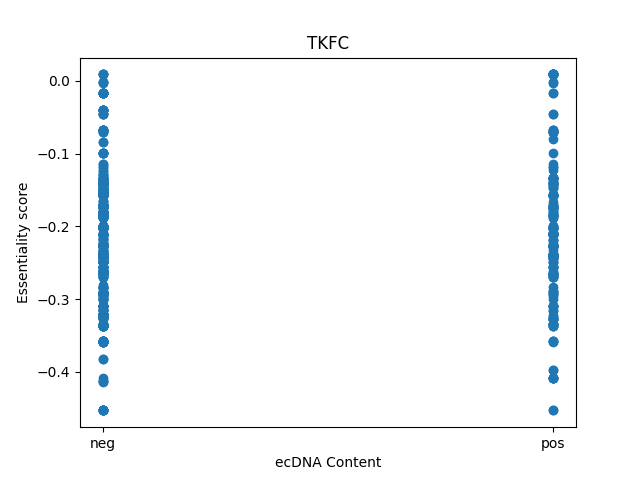 TKFC
0.0
−0.1
−0.2
−0.3
−0.4
Essentiality score
neg
pos
ecDNA Content